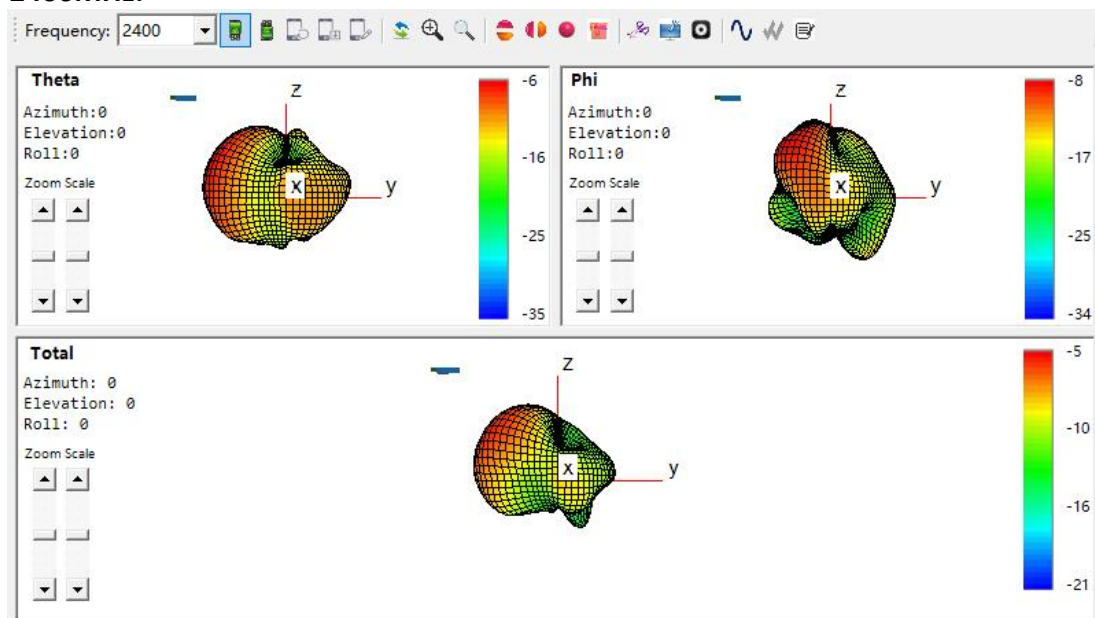 Frequency: 2400
Theta
Azimuth:0
Elevation:0
Roll:0
Zoom Scale
z
x
y
-6
-16
-25
-35
Phi
Azimuth:0
Elevation:0
Roll:0
Zoom Scale
z
x
y
-8
-17
-25
-34
Total
Azimuth: 0
Elevation: 0
Roll: 0
Zoom Scale
z
x
y
-5
-10
-16
-21